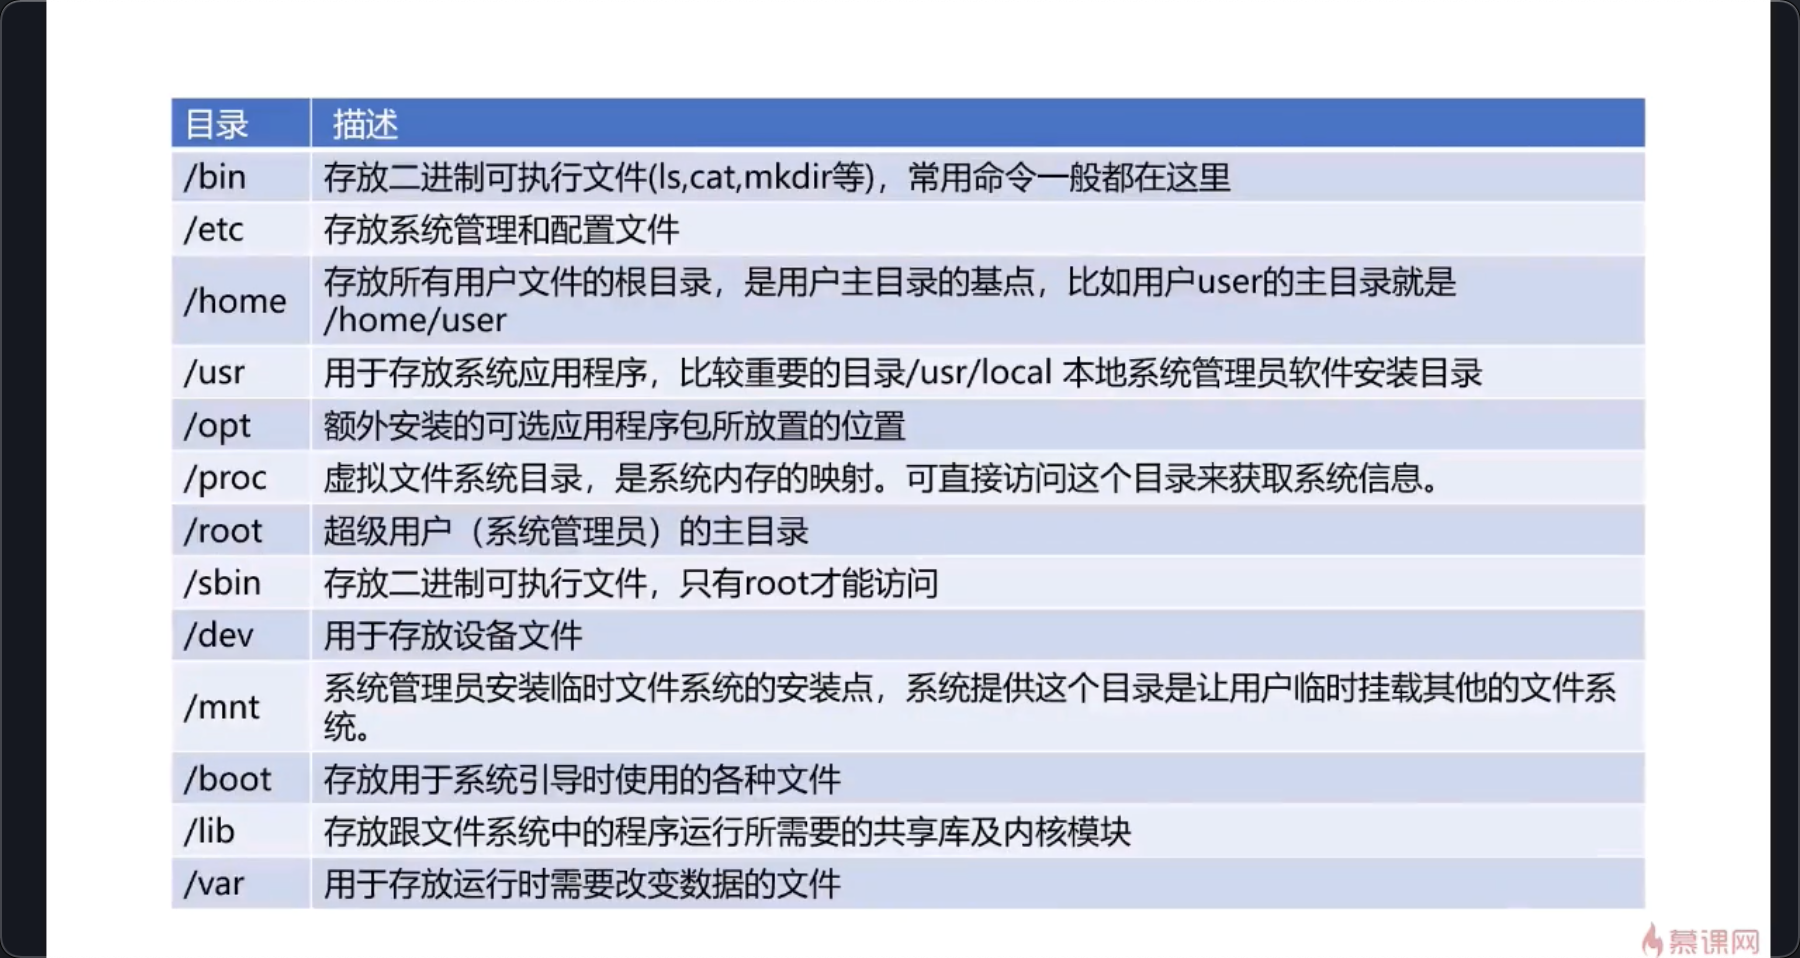 目录 描述
/bin 存放二进制可执行文件(ls,cat,mkdir等)，常用命令一般都在这里
/etc 存放系统管理和配置文件
/home 存放所有用户文件的根目录，是用户主目录的基点，比如用户user的主目录就是
/home/user
/usr 用于存放系统应用程序，比较重要的目录/usr/local 本地系统管理员软件安装目录
/opt 额外安装的可选应用程序包所放置的位置
/proc 虚拟文件系统目录，是系统内存的映射。可直接访问这个目录来获取系统信息。
/root 超级用户（系统管理员）的主目录
/sbin 存放二进制可执行文件，只有root才能访问
/dev 用于存放设备文件
/mnt 系统管理员安装临时文件系统的安装点，系统提供这个目录是让用户临时挂载其他的文件系
统。
/boot 存放用于系统引导时使用的各种文件
/lib 存放跟文件系统中的程序运行所需要的共享库及内核模块
/var 用于存放运行时需要改变数据的文件
慕课网